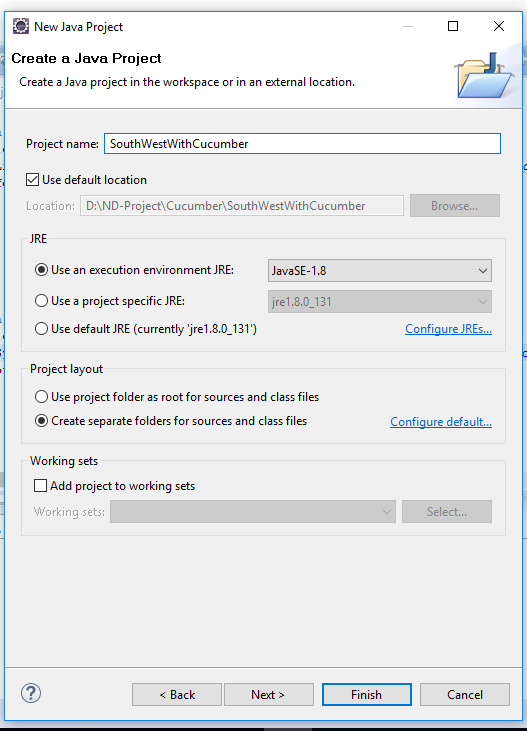 New Java Project
Create a Java Project
Create a Java project in the workspace or in an external location.
Project name: SouthWestWithCucumber
Use default location
Location: D:\ND-Project\Cucumber\SouthWestWithCucumber Browse...
JRE
Use an execution environment JRE: JavaSE-1.8
Use a project specific JRE: jre1.8.0_131
Use default JRE (currently 'jre1.8.0_131') Configure JREs...
Project layout
Use project folder as root for sources and class files
Create separate folders for sources and class files Configure default...
Working sets
Add project to working sets
Working sets: Select...
? < Back Next > Finish Cancel